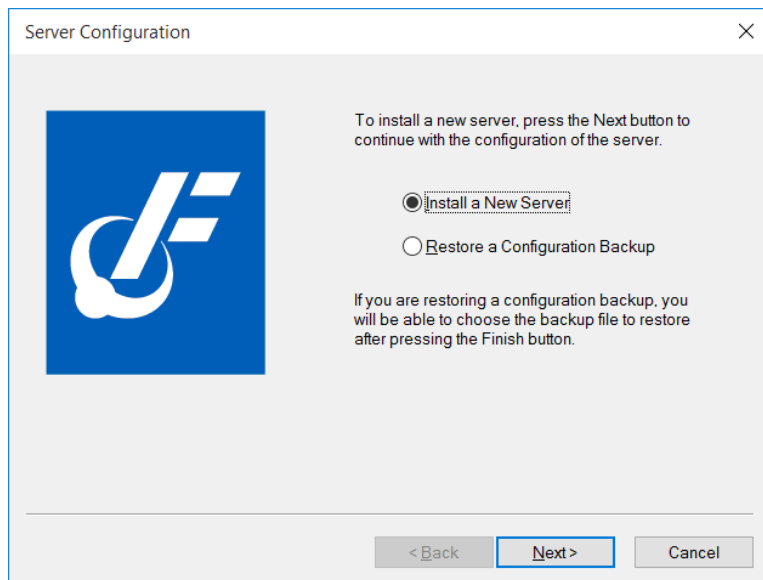 Server Configuration
To install a new server, press the Next button to
continue with the configuration of the server.
Install a New Server
Restore a Configuration Backup
If you are restoring a configuration backup, you
will be able to choose the backup file to restore
after pressing the Finish button.
< Back
Next >
Cancel